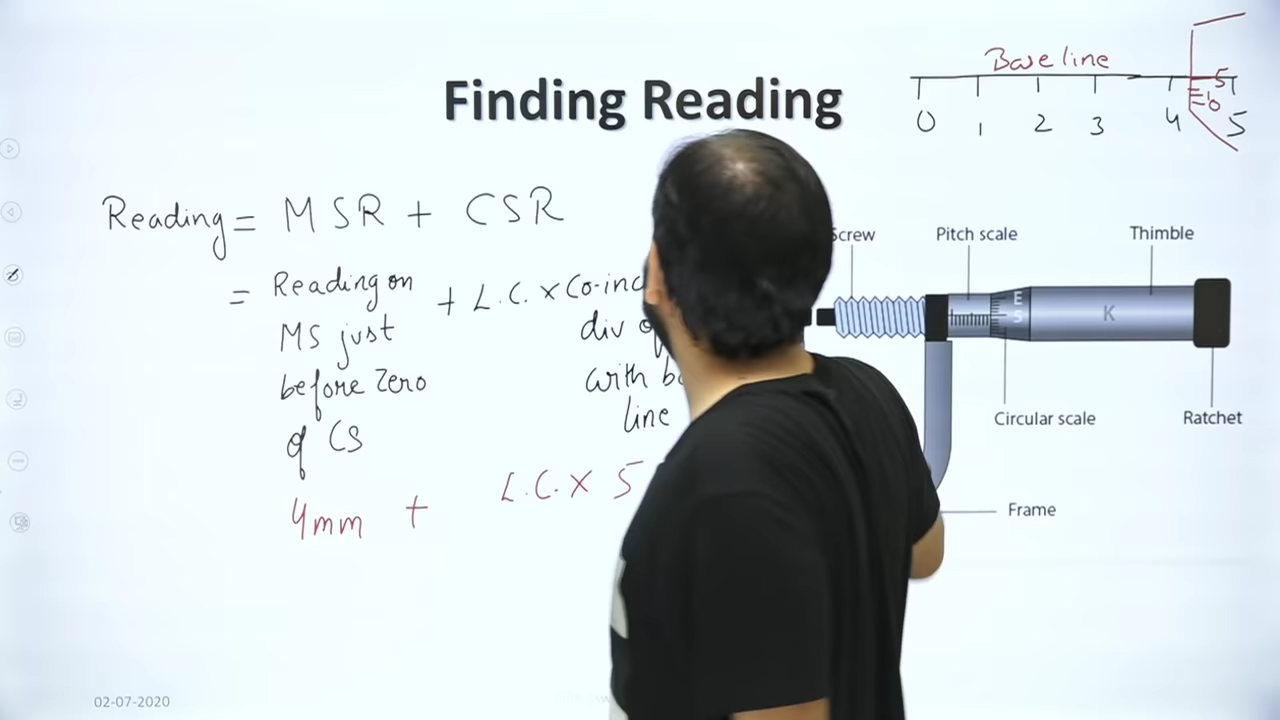 Base line
Finding Reading
0 1 2 3 4 5
5
Reading = MSR + CSR
Screw
Pitch scale
Thimble
= Reading on + L.C. x Co-inc
MS just div
before Zero with
of CS line
E
5
K
Circular scale
Ratchet
4mm + L.C. x 5
Frame
02-07-2020